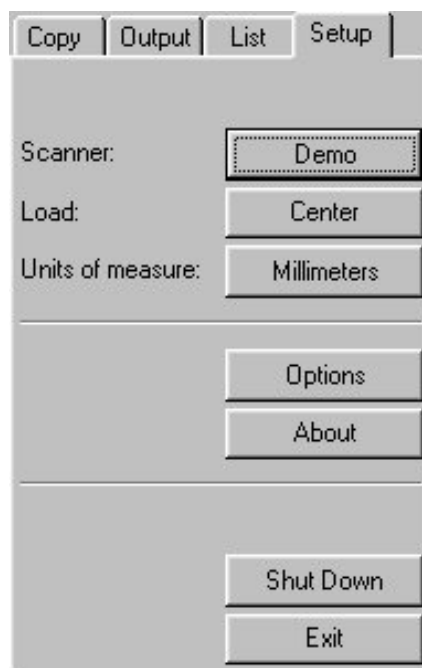 Copy Output List Setup
Scanner: Demo
Load: Center
Units of measure: Millimeters
Options
About
Shut Down
Exit